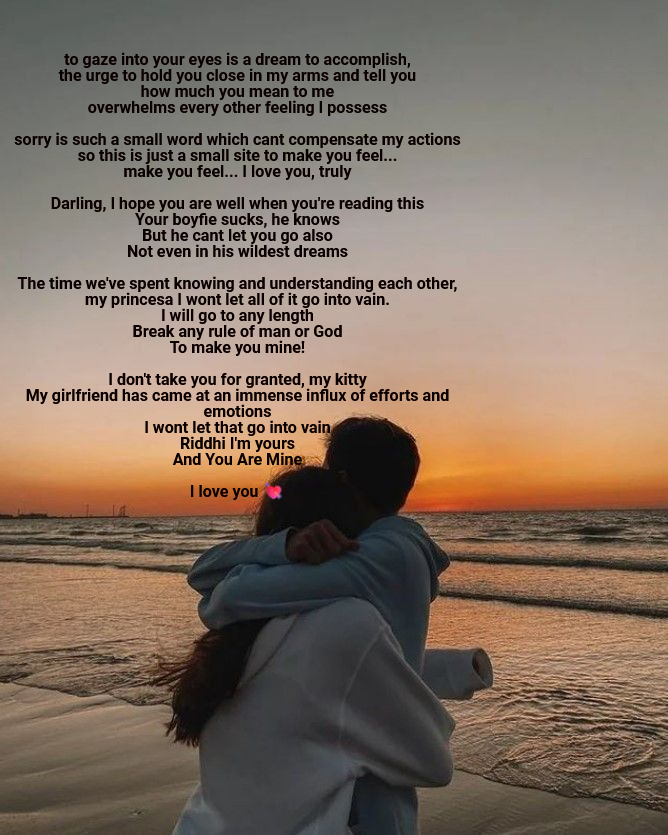 to gaze into your eyes is a dream to accomplish,
the urge to hold you close in my arms and tell you
how much you mean to me
overwhelms every other feeling I possess
sorry is such a small word which cant compensate my actions
so this is just a small site to make you feel...
make you feel... I love you, truly
Darling, I hope you are well when you're reading this
Your boyfie sucks, he knows
But he cant let you go also
Not even in his wildest dreams
The time we've spent knowing and understanding each other,
my princesa I wont let all of it go into vain.
I will go to any length
Break any rule of man or God
To make you mine!
I don't take you for granted, my kitty
My girlfriend has came at an immense influx of efforts and
emotions
I wont let that go into vain
Riddhi I'm yours
And You Are Mine
I love you 💘